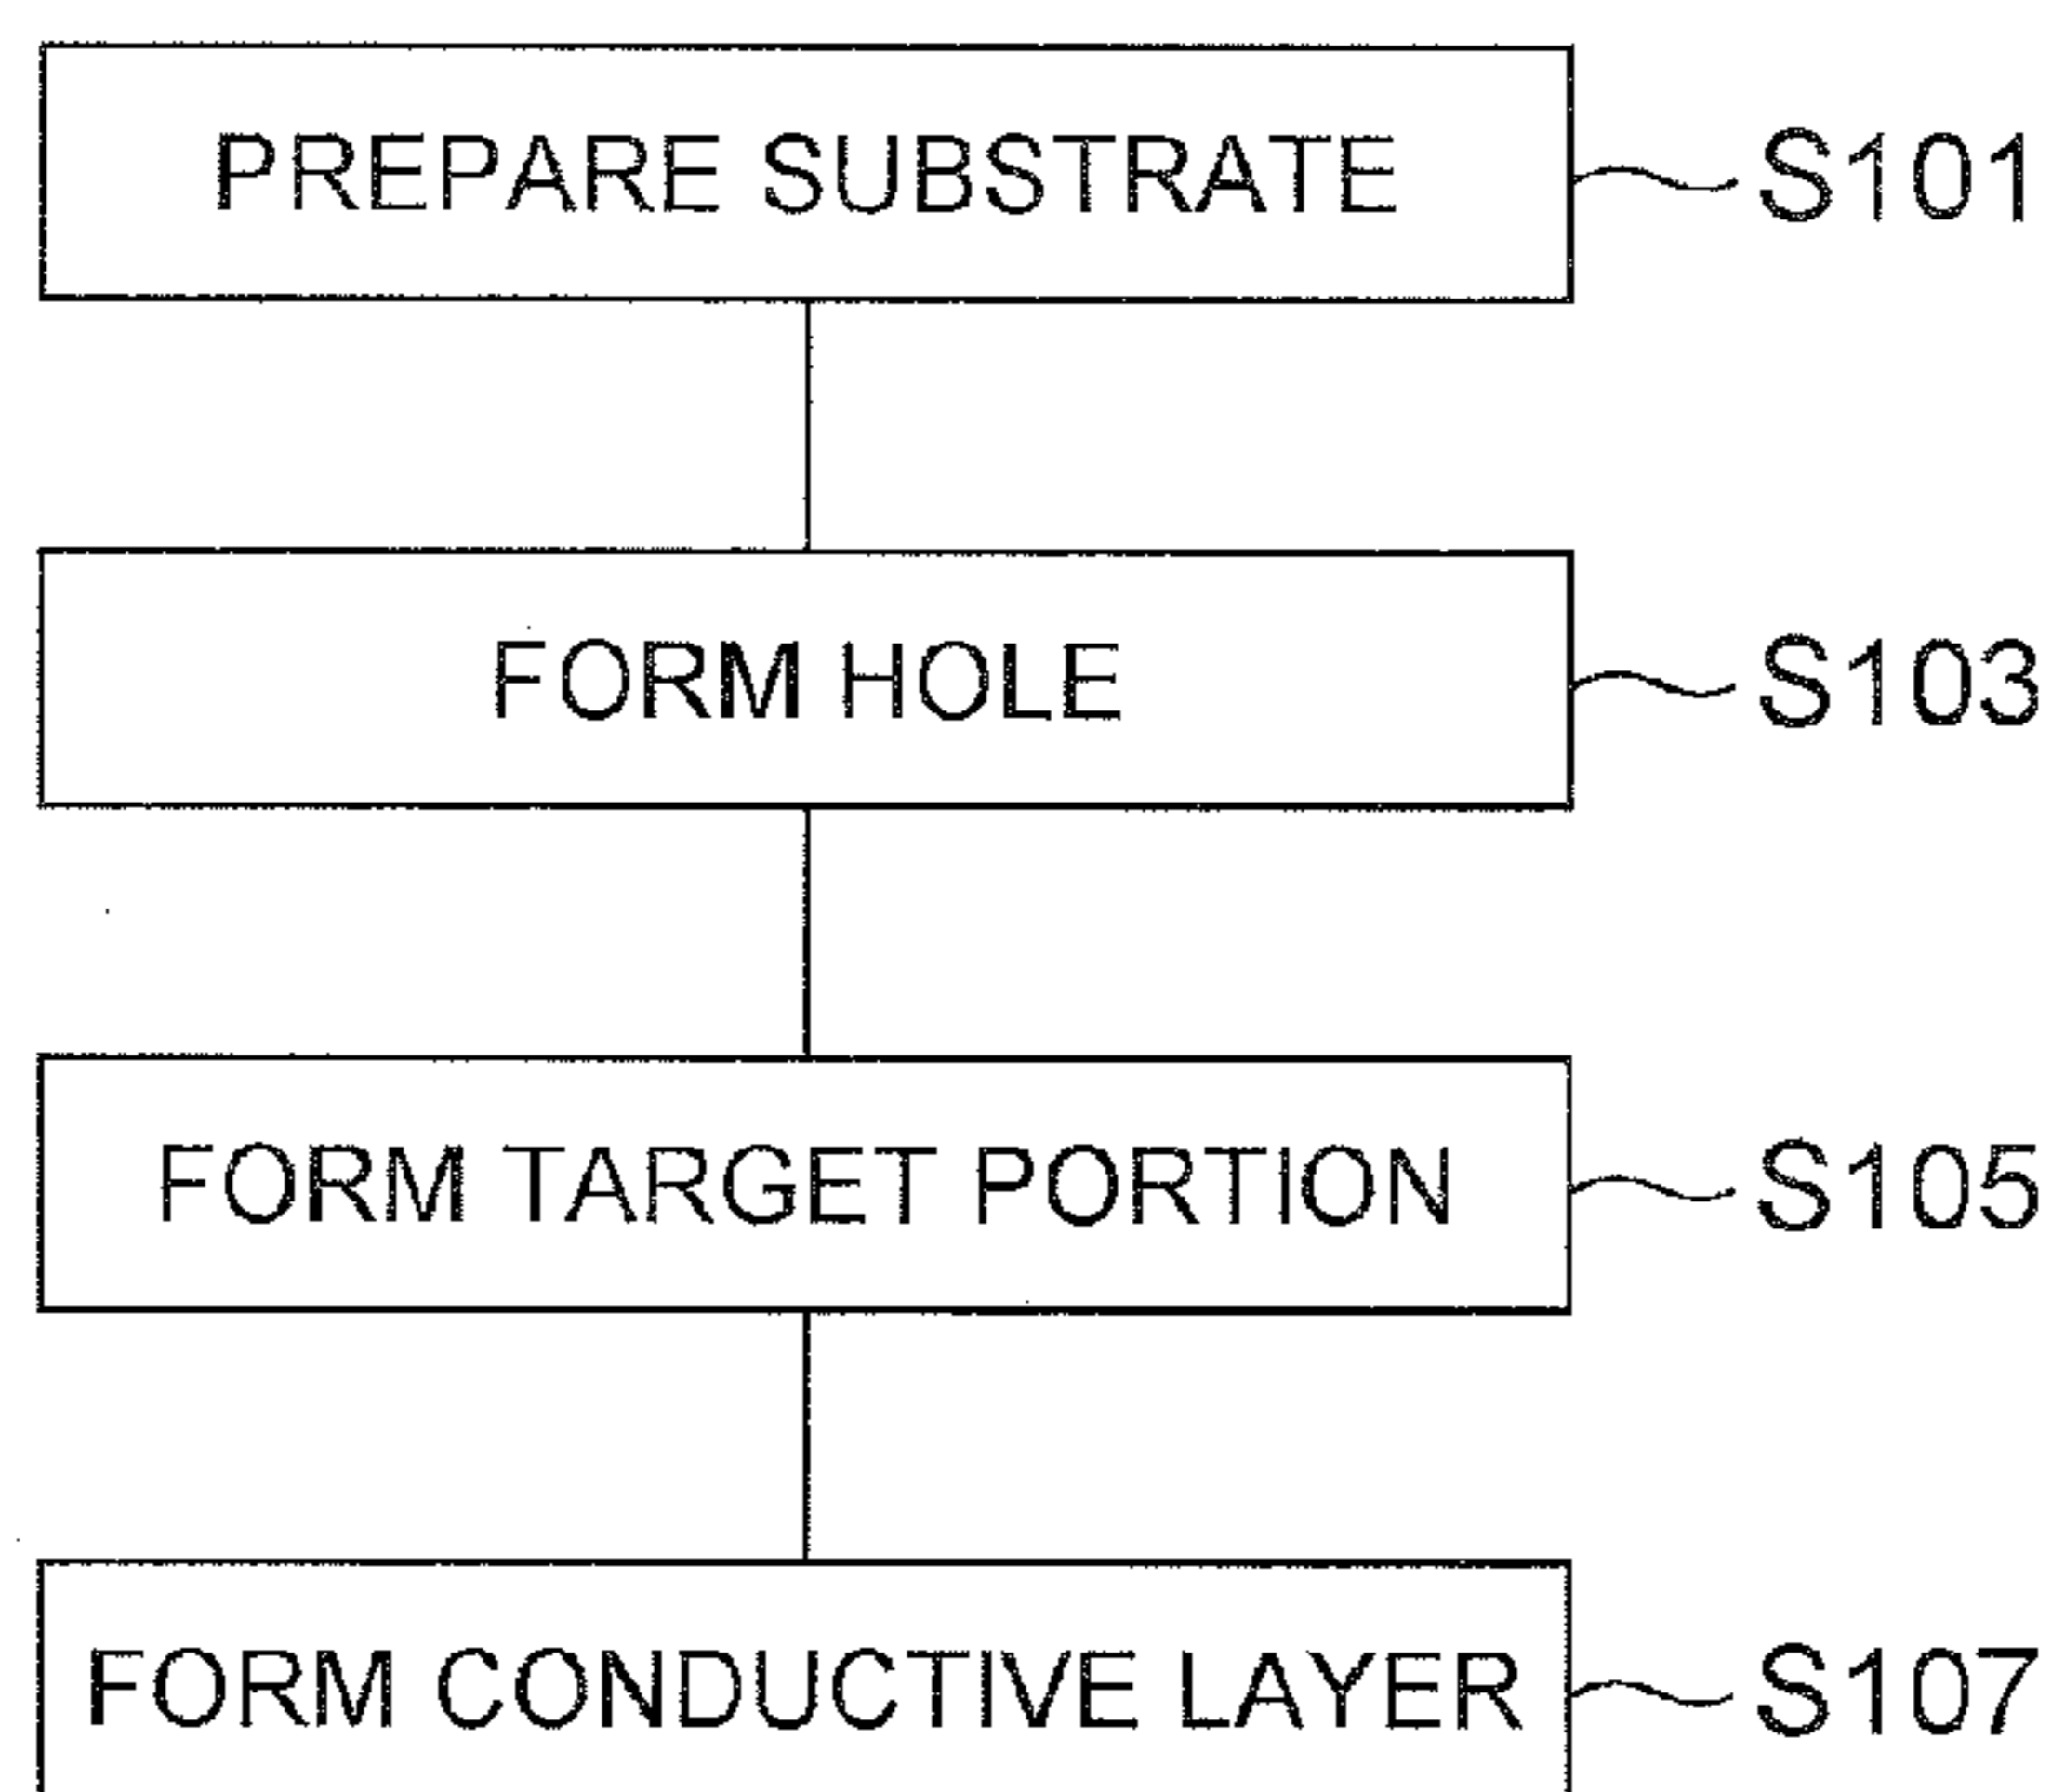 PREPARE SUBSTRATE S101
FORM HOLE S103
FORM TARGET PORTION S105
FORM CONDUCTIVE LAYER S107